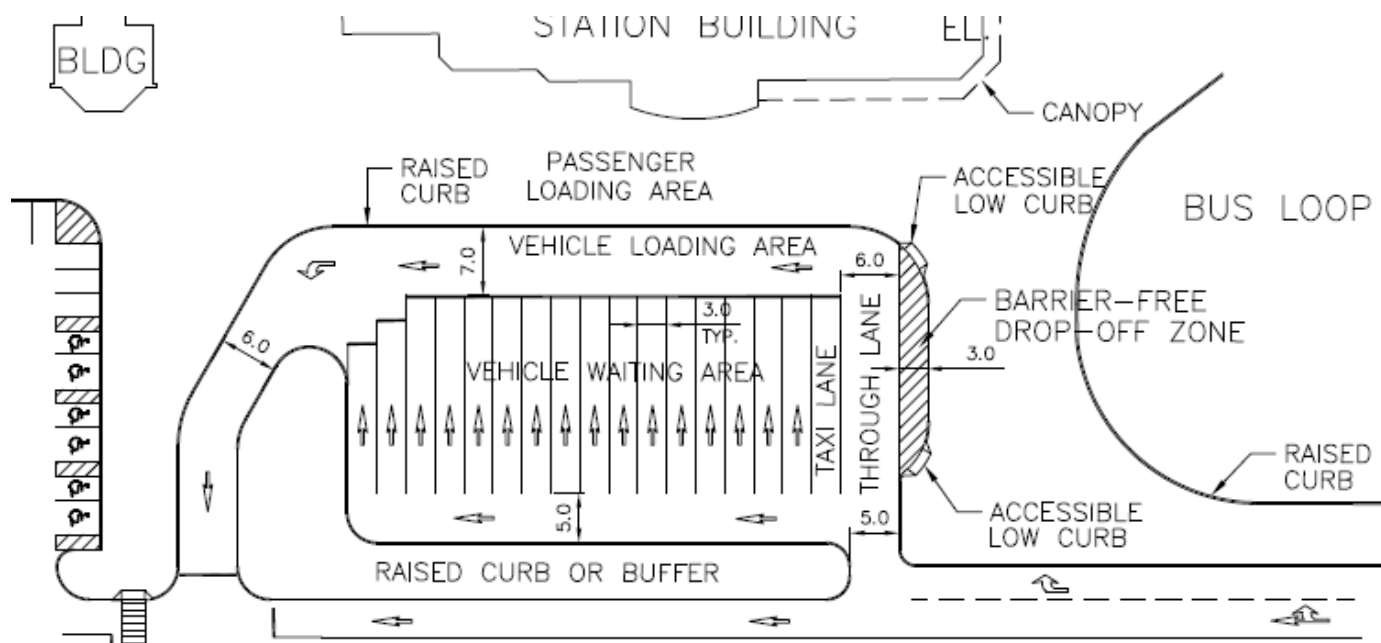 STATION BUILDING
EL.
BLDG
CANOPY
RAISED
CURB
PASSENGER
LOADING AREA
ACCESSIBLE
LOW CURB
BUS LOOP
VEHICLE LOADING AREA
7.0
6.0
3.0
TYP.
BARRIER-FREE
DROP-OFF ZONE
6.0
3.0
VEHICLE WAITING AREA
TAXI LANE
THROUGH LANE
RAISED
CURB
5.0
5.0
ACCESSIBLE
LOW CURB
RAISED CURB OR BUFFER